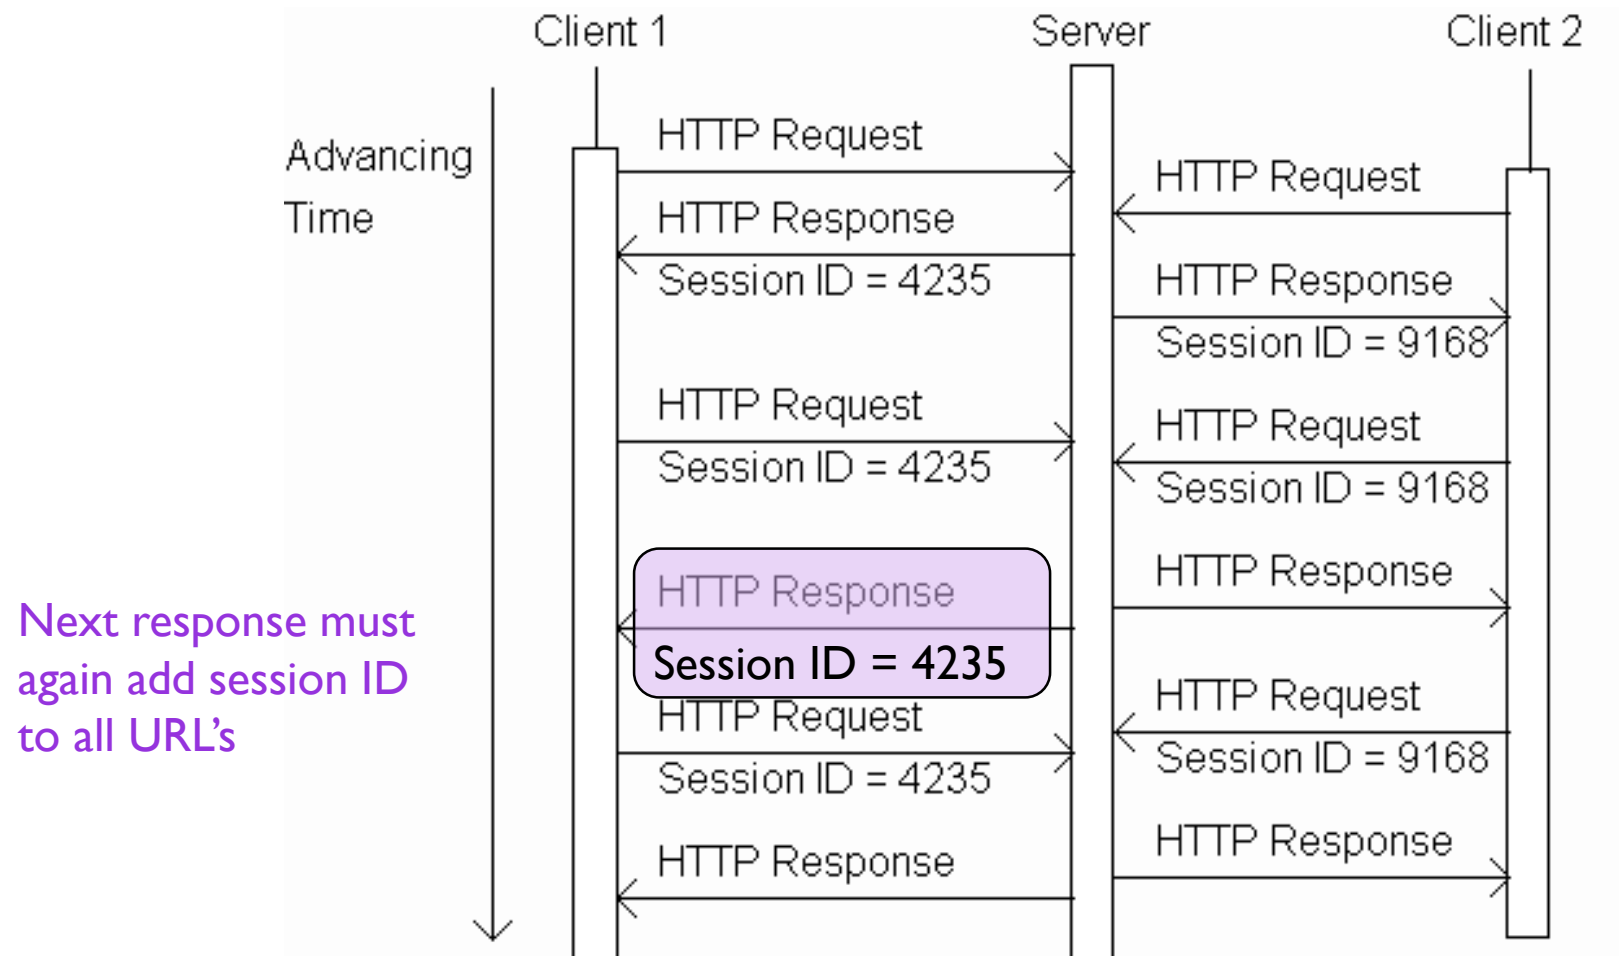 Client 1
Server
Client 2
Advancing
Time
HTTP Request
HTTP Request
HTTP Response
Session ID = 4235
HTTP Response
Session ID = 9168
HTTP Request
Session ID = 4235
HTTP Request
Session ID = 9168
HTTP Response
HTTP Response
Session ID = 4235
Next response must
again add session ID
to all URL’s
HTTP Request
Session ID = 4235
HTTP Request
Session ID = 9168
HTTP Response
HTTP Response